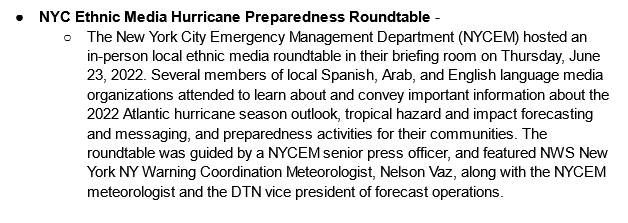 ● NYC Ethnic Media Hurricane Preparedness Roundtable -
○ The New York City Emergency Management Department (NYCEM) hosted an
in-person local ethnic media roundtable in their briefing room on Thursday, June
23, 2022. Several members of local Spanish, Arab, and English language media
organizations attended to learn about and convey important information about the
2022 Atlantic hurricane season outlook, tropical hazard and impact forecasting
and messaging, and preparedness activities for their communities. The
roundtable was guided by a NYCEM senior press officer, and featured NWS New
York NY Warning Coordination Meteorologist, Nelson Vaz, along with the NYCEM
meteorologist and the DTN vice president of forecast operations.